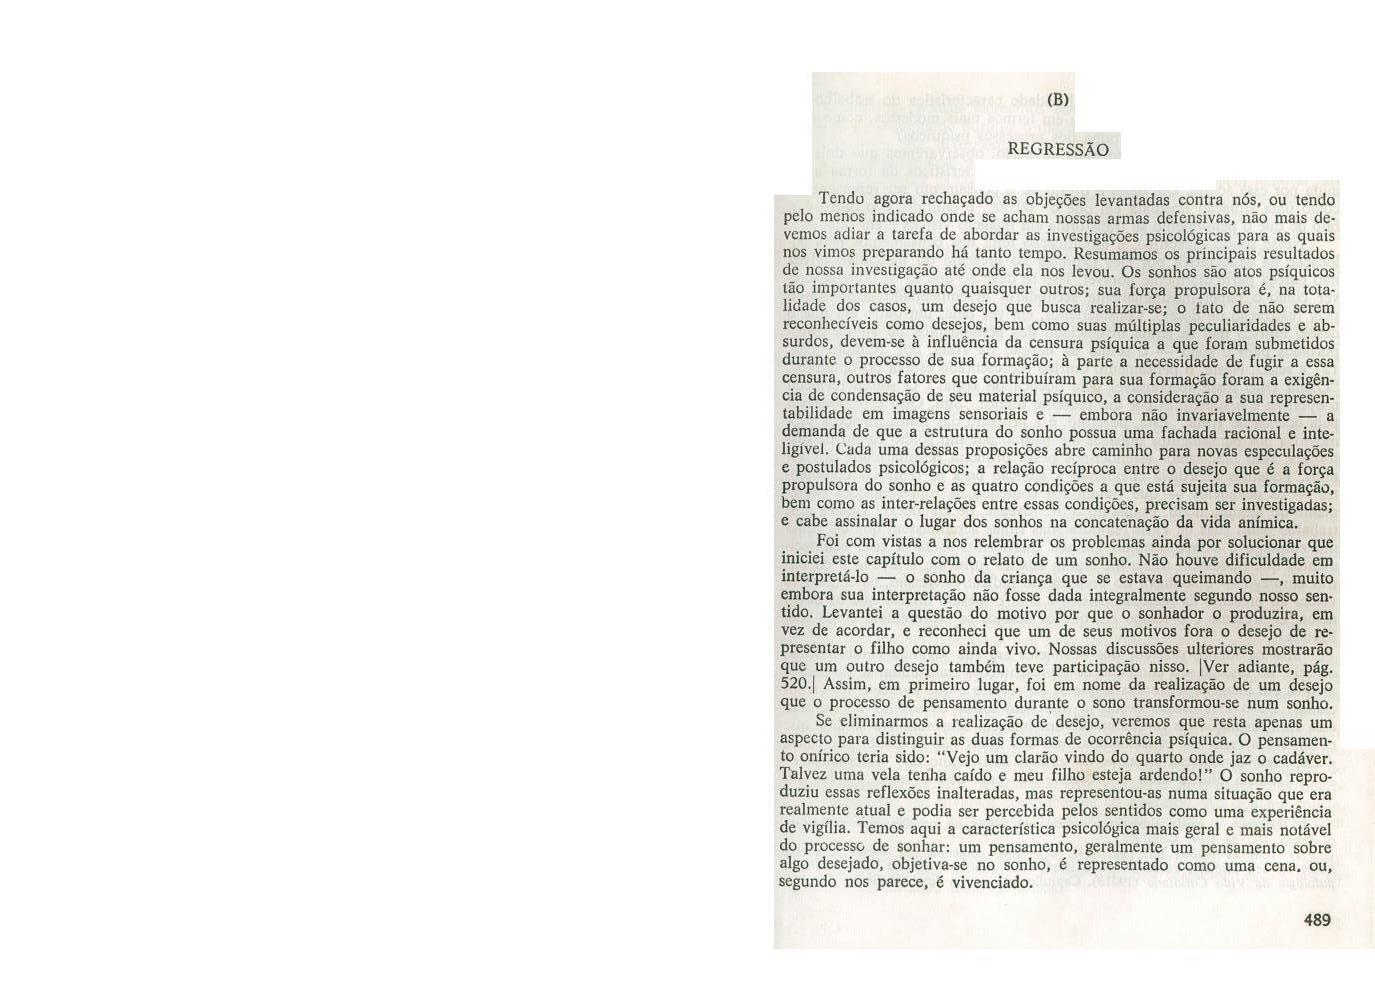 (B)
REGRESSÃO
Tendo agora rechaçado as objeções levantadas contra nós, ou tendo
pelo menos indicado onde se acham nossas armas defensivas, não mais de-
vemos adiar a tarefa de abordar as investigações psicológicas para as quais
nos vimos preparando há tanto tempo. Resumamos os principais resultados
de nossa investigação até onde ela nos levou. Os sonhos são atos psíquicos
tão importantes quanto quaisquer outros; sua força propulsora é, na tota-
lidade dos casos, um desejo que busca realizar-se; o fato de não serem
reconhecíveis como desejos, bem como suas múltiplas peculiaridades e ab-
surdos, devem-se à influência da censura psíquica a que foram submetidos
durante o processo de sua formação; à parte a necessidade de fugir a essa
censura, outros fatores que contribuíram para sua formação foram a exigên-
cia de condensação de seu material psíquico, a consideração a sua represen-
tabilidade em imagens sensoriais e — embora não invariavelmente — a
demanda de que a estrutura do sonho possua uma fachada racional e inte-
ligível. Cada uma dessas proposições abre caminho para novas especulações
e postulados psicológicos; a relação recíproca entre o desejo que é a força
propulsora do sonho e as quatro condições a que está sujeita sua formação,
bem como as inter-relações entre essas condições, precisam ser investigadas;
e cabe assinalar o lugar dos sonhos na concatenação da vida anímica.
Foi com vistas a nos relembrar os problemas ainda por solucionar que
iniciei este capítulo com o relato de um sonho. Não houve dificuldade em
interpretá-lo — o sonho da criança que se estava queimando —, muito
embora sua interpretação não fosse dada integralmente segundo nosso sen-
tido. Levantei a questão do motivo por que o sonhador o produzira, em
vez de acordar, e reconheci que um de seus motivos fora o desejo de re-
presentar o filho como ainda vivo. Nossas discussões ulteriores mostrarão
que um outro desejo também teve participação nisso. |Ver adiante, pág.
520.| Assim, em primeiro lugar, foi em nome da realização de um desejo
que o processo de pensamento durante o sono transformou-se num sonho.
Se eliminarmos a realização de desejo, veremos que resta apenas um
aspecto para distinguir as duas formas de ocorrência psíquica. O pensamen-
to onírico teria sido: “Vejo um clarão vindo do quarto onde jaz o cadáver.
Talvez uma vela tenha caído e meu filho esteja ardendo!” O sonho repro-
duziu essas reflexões inalteradas, mas representou-as numa situação que era
realmente atual e podia ser percebida pelos sentidos como uma experiência
de vigília. Temos aqui a característica psicológica mais geral e mais notável
do processo de sonhar: um pensamento, geralmente um pensamento sobre
algo desejado, objetiva-se no sonho, é representado como uma cena, ou,
segundo nos parece, é vivenciado.
489